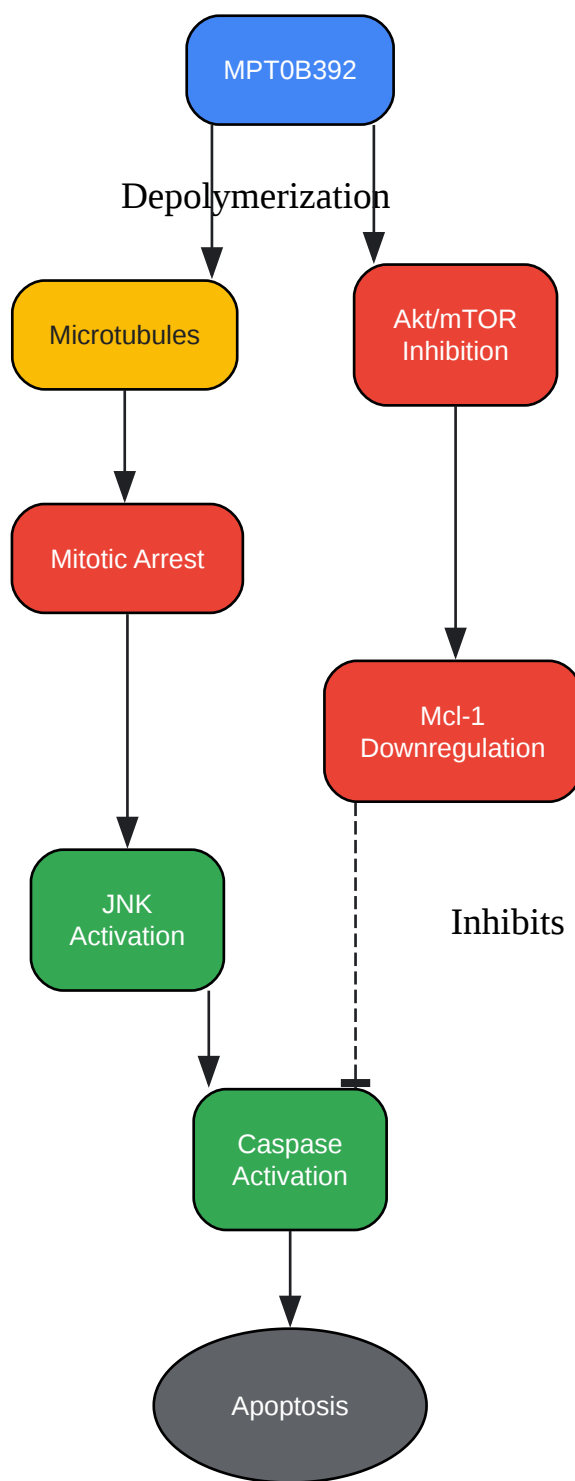 MPT0B392
Depolymerization
Microtubules
Akt/mTOR
Inhibition
Mitotic Arrest
Mcl-1
Downregulation
JNK
Activation
Inhibits
Caspase
Activation
Apoptosis